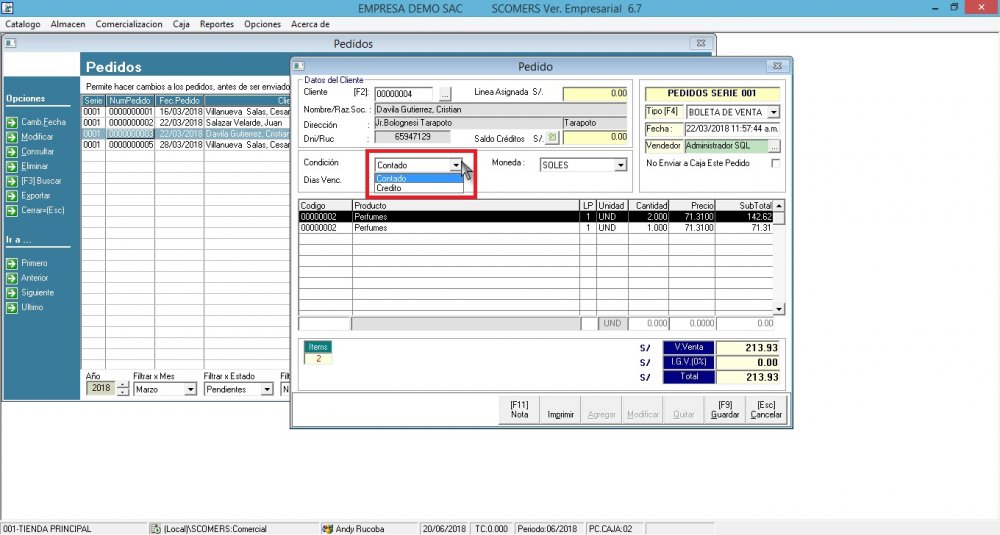 EMPRESA DEMO SAC SCOMERS Ver. Empresarial 6.7
Catalogo Almacen Comercializacion Caja Reportes Opciones Acerca de
Pedidos
Pedidos
Permite hacer cambios a los pedidos, antes de ser enviado
Opciones
Camb.Fecha
Modificar
Consultar
Eliminar
[F3] Buscar
Exportar
Cerrar=(Esc)
Ir a ...
Primero
Anterior
Siguiente
Ultimo
Serie NumPedido Fec.Pedido Clie
0001 0000000001 16/03/2018 Villanueva Salas, Cesar
0001 0000000002 22/03/2018 Salazar Velarde, Juan
0001 0000000003 22/03/2018 Davila Gutierrez, Cristian
0001 0000000005 28/03/2018 Villanueva Salas, Cesar
Año Filtrar x Mes Filtrar x Estado Filt
2018 Marzo Pendientes N
Pedido
Datos del Cliente
Cliente [F2]: 00000004 ... Linea Asignada S/. 0.00
Nombre/Raz.Soc. : Davila Gutierrez, Cristian
Dirección : Jr.Bolognesi Tarapoto Tarapoto
Dni/Ruc : 65947129 Saldo Créditos S/. 0.00
PEDIDOS SERIE 001
Tipo [F4] BOLETA DE VENTA
Fecha : 22/03/2018 11:57:44 a.m.
Vendedor Administrador SQL ...
Condición : Contado Moneda : SOLES
No Enviar a Caja Este Pedido
Contado
Dias Venc.
Credito
Codigo Producto LP Unidad Cantidad Precio SubTotal
00000002 Perfumes 1 UND 2.000 71.3100 142.62
00000002 Perfumes 1 UND 1.000 71.3100 71.31
UND 0.000 0.0000 0.00
Items
2
S/ V.Venta 213.93
S/ I.G.V.(0%) 0.00
S/ Total 213.93
[F11] Nota
Imprimir
Agregar
Modificar
Quitar
[F9] Guardar
[Esc] Cancelar
001-TIENDA PRINCIPAL (Local)\SCOMERS:Comercial Andy Rucoba 20/06/2018 TC:0.000 Periodo:06/2018 PC.CAJA:02